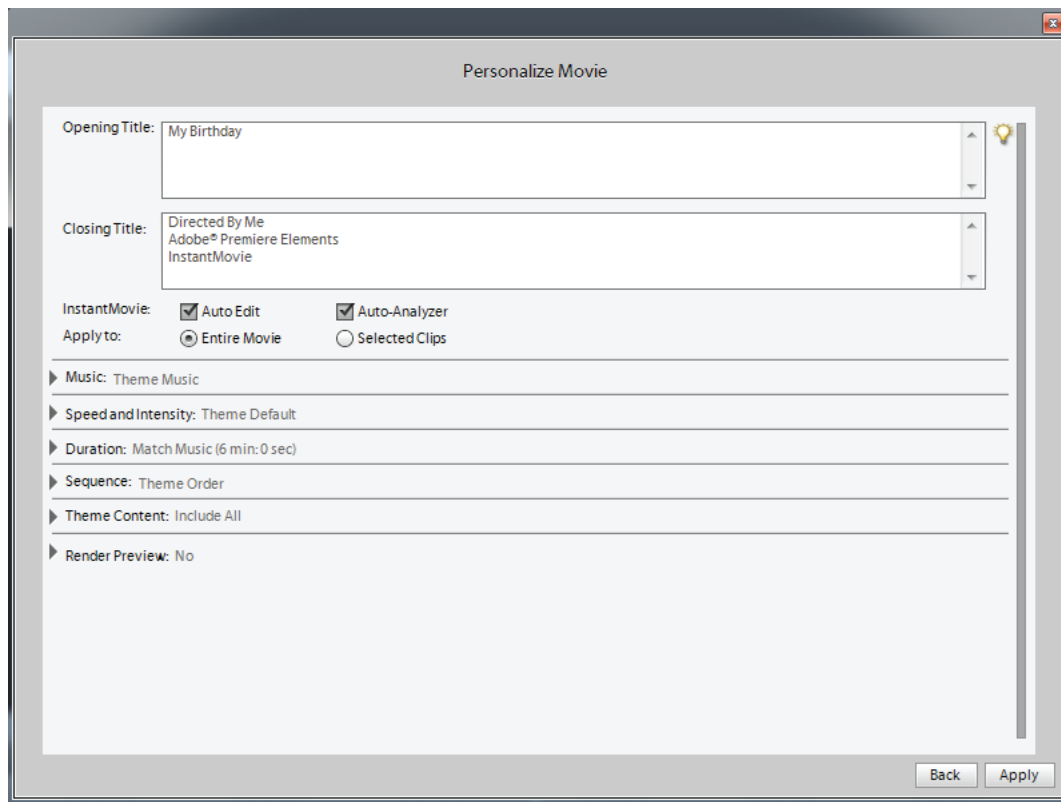 Personalize Movie
Opening Title: My Birthday
Closing Title: Directed By Me
Adobe® Premiere Elements
InstantMovie
InstantMovie: Auto Edit Auto-Analyzer
Apply to: Entire Movie Selected Clips
Music: Theme Music
Speed and Intensity: Theme Default
Duration: Match Music (6 min: 0 sec)
Sequence: Theme Order
Theme Content: Include All
Render Preview: No
Back Apply